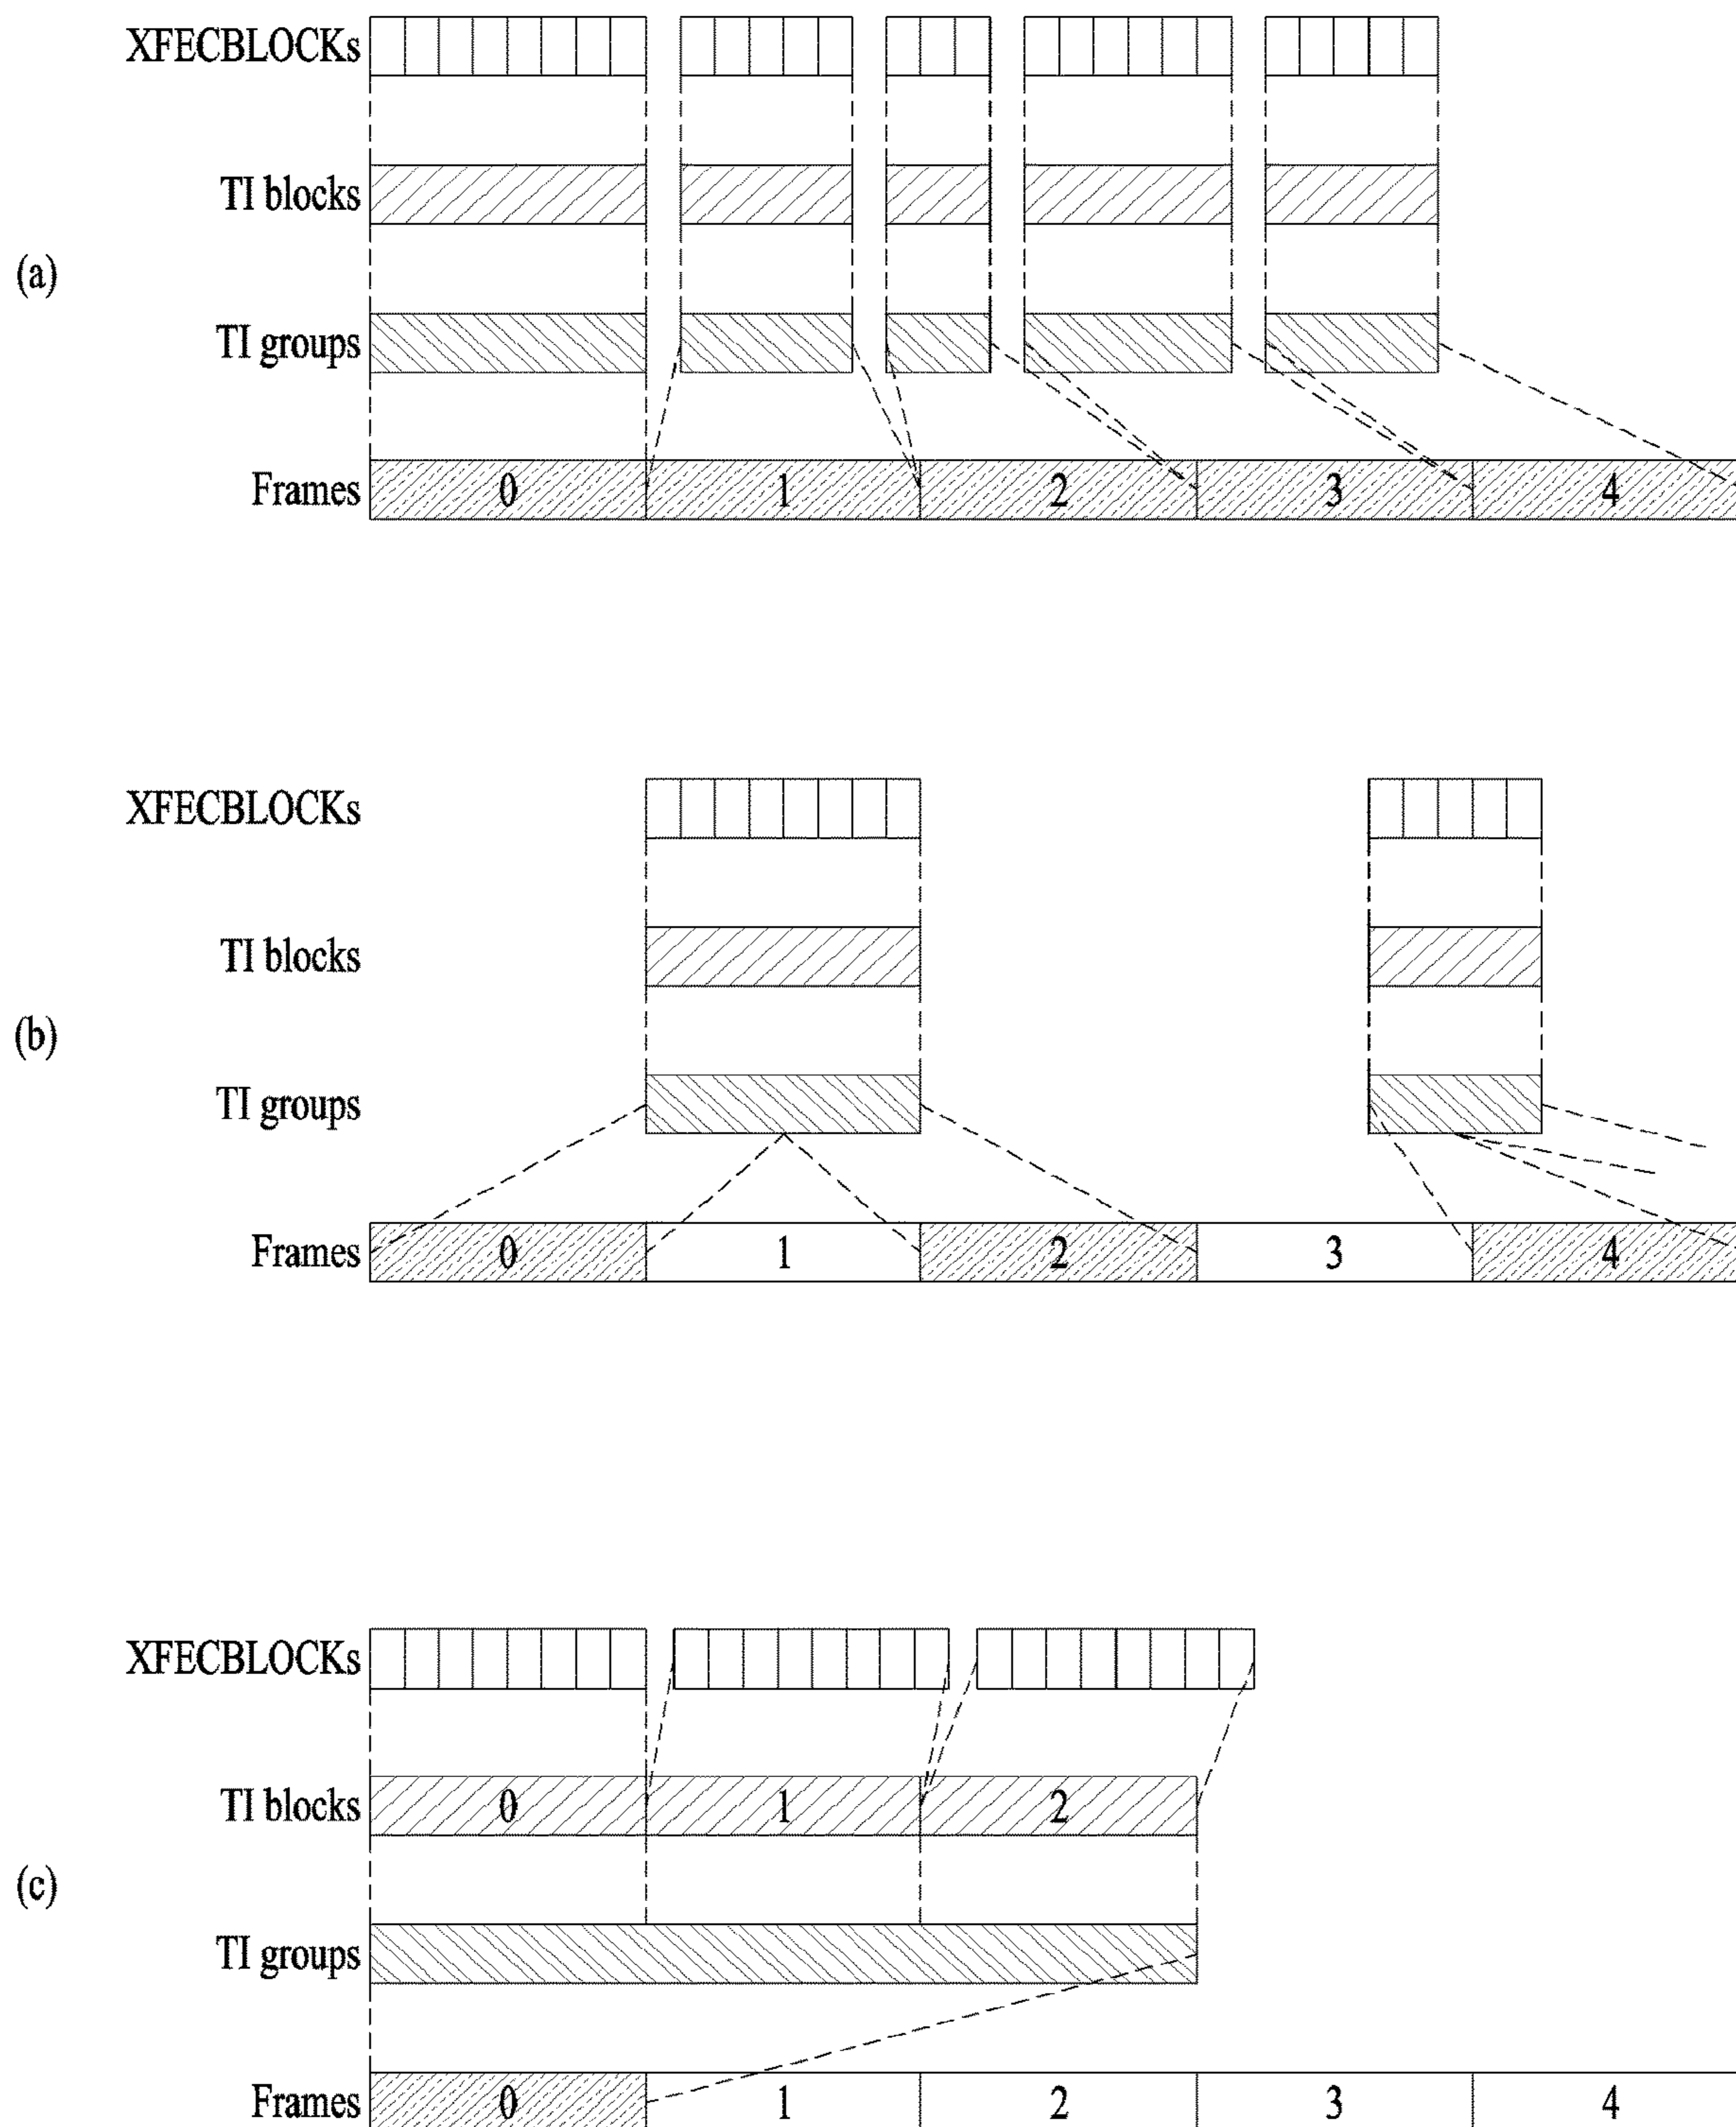 XFECBLOCKs
TI blocks
(a)
TI groups
Frames 0 1 2 3 4
XFECBLOCKs
TI blocks
(b)
TI groups
Frames 0 1 2 3 4
XFECBLOCKs
TI blocks 0 1 2
(c)
TI groups
Frames 0 1 2 3 4